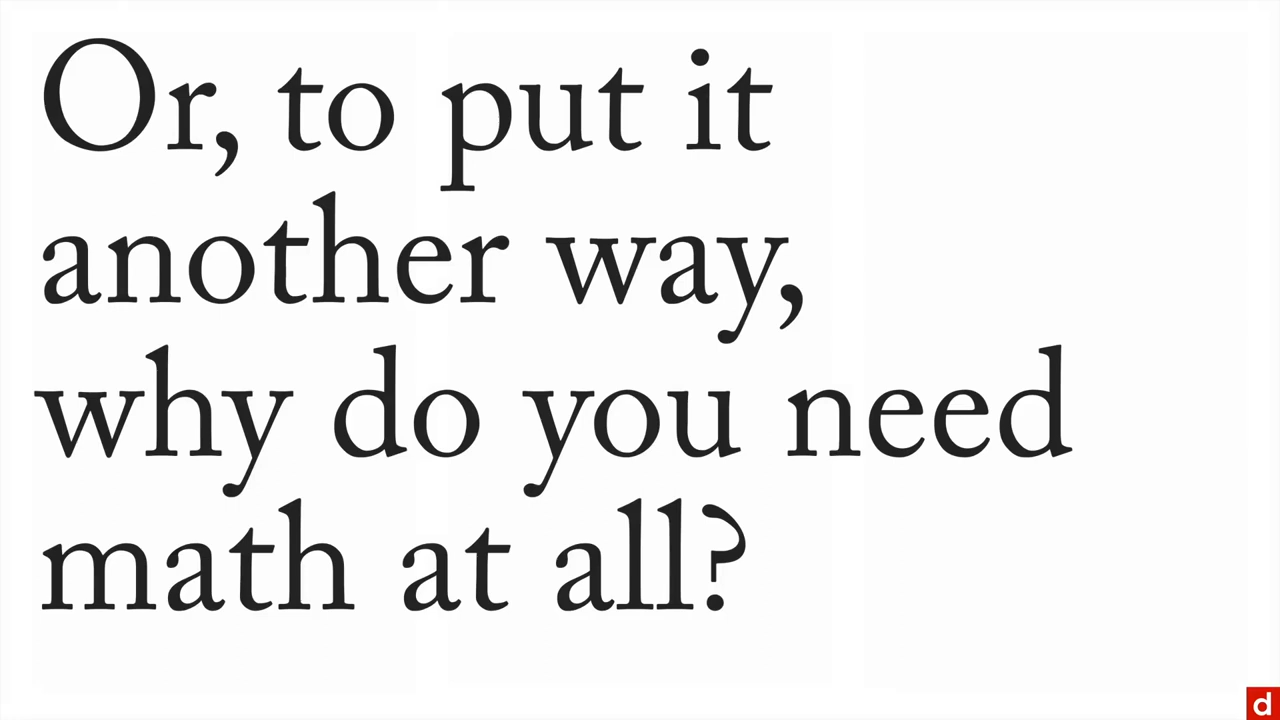 Or, to put it
another way,
why do you need
math at all?
d